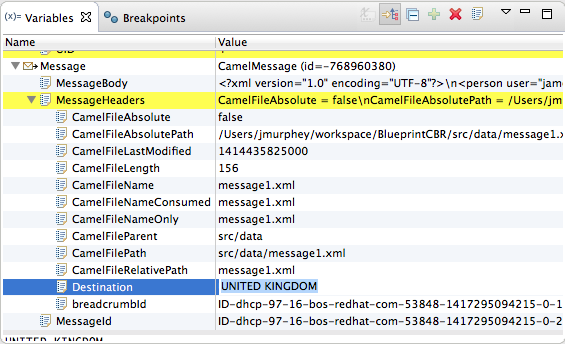 (x)= Variables Breakpoints
Name Value
Message CamelMessage (id=-768960380)
MessageBody <?xml version="1.0" encoding="UTF-8"?>\n<person user="jame
MessageHeaders CamelFileAbsolute = false\nCamelFileAbsolutePath = /Users/jm
CamelFileAbsolute false
CamelFileAbsolutePath /Users/jmurphey/workspace/BlueprintCBR/src/data/message1.x
CamelFileLastModified 1414435825000
CamelFileLength 156
CamelFileName message1.xml
CamelFileNameConsumed message1.xml
CamelFileNameOnly message1.xml
CamelFileParent src/data
CamelFilePath src/data/message1.xml
CamelFileRelativePath message1.xml
Destination UNITED KINGDOM
breadcrumbId ID-dhcp-97-16-bos-redhat-com-53848-1417295094215-0-1
MessageId ID-dhcp-97-16-bos-redhat-com-53848-1417295094215-0-2
UNITED KINGDOM